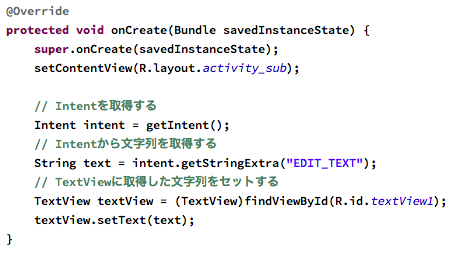 @Override
protected void onCreate(Bundle savedInstanceState) {
    super.onCreate(savedInstanceState);
    setContentView(R.layout.activity_sub);

    // Intentを取得する
    Intent intent = getIntent();
    // Intentから文字列を取得する
    String text = intent.getStringExtra("EDIT_TEXT");
    // TextViewに取得した文字列をセットする
    TextView textView = (TextView)findViewById(R.id.textView1);
    textView.setText(text);
}